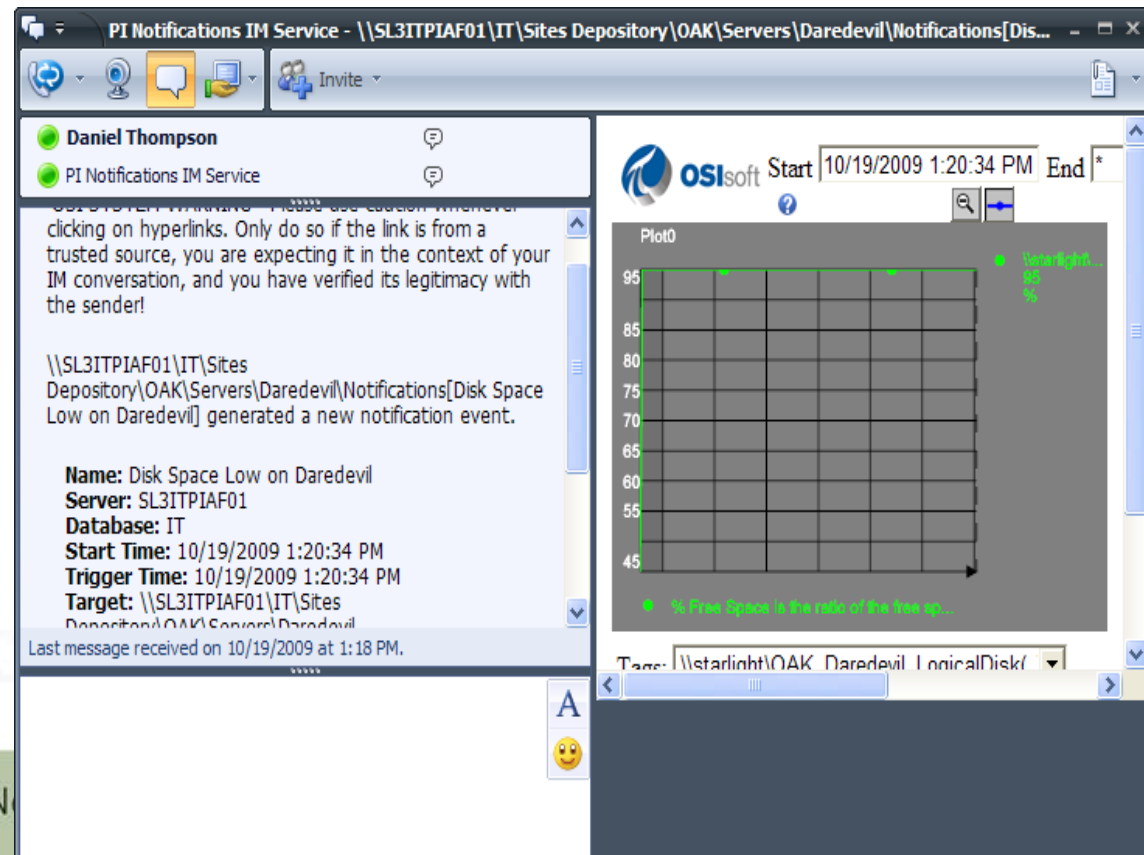 PI Notifications IM Service - \\SL3ITPIAF01\IT\Sites Depository\OAK\Servers\Daredevil\Notifications[Dis...
Invite
Daniel Thompson
PI Notifications IM Service
clicking on hyperlinks. Only do so if the link is from a
trusted source, you are expecting it in the context of your
IM conversation, and you have verified its legitimacy with
the sender!
\\SL3ITPIAF01\IT\Sites
Depository\OAK\Servers\Daredevil\Notifications[Disk Space
Low on Daredevil] generated a new notification event.
Name: Disk Space Low on Daredevil
Server: SL3ITPIAF01
Database: IT
Start Time: 10/19/2009 1:20:34 PM
Trigger Time: 10/19/2009 1:20:34 PM
Target: \\SL3ITPIAF01\IT\Sites
Depository\OAK\Servers\Daredevil
Last message received on 10/19/2009 at 1:18 PM.
A
OSIsoft Start 10/19/2009 1:20:34 PM End *
Plot0
95
85
80
75
70
65
60
55
45
\\starlight\...
95
%
% Free Space is the ratio of the free sp...
Tags: \\starlight\OAK_Daredevil_LogicalDisk(